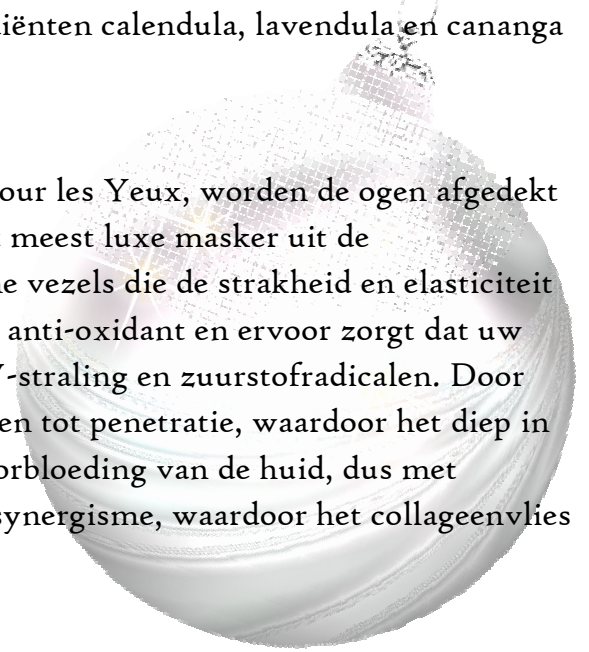 iënten calendula, lavendula en cananga
our les Yeux, worden de ogen afgedekt
meest luxe masker uit de
e vezels die de strakheid en elasticiteit
anti-oxidant en ervoor zorgt dat uw
-straling en zuurstofradicalen. Door
en tot penetratie, waardoor het diep in
orbloeding van de huid, dus met
synergisme, waardoor het collageenvlies